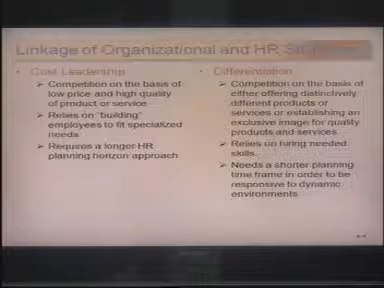 Linkage of Organizational and HR
• Cost Leadership
➢ Competition on the basis of
low price and high quality
of product or service
➢ Relies on "building"
employees to fit specialized
needs
➢ Requires a longer HR
planning horizon approach
• Differentiation
➢ Competition on the basis of
either offering distinctively
different products or
services or establishing an
exclusive image for quality
products and services
➢ Relies on hiring needed
skills.
➢ Needs a shorter planning
time frame in order to be
responsive to dynamic
environments